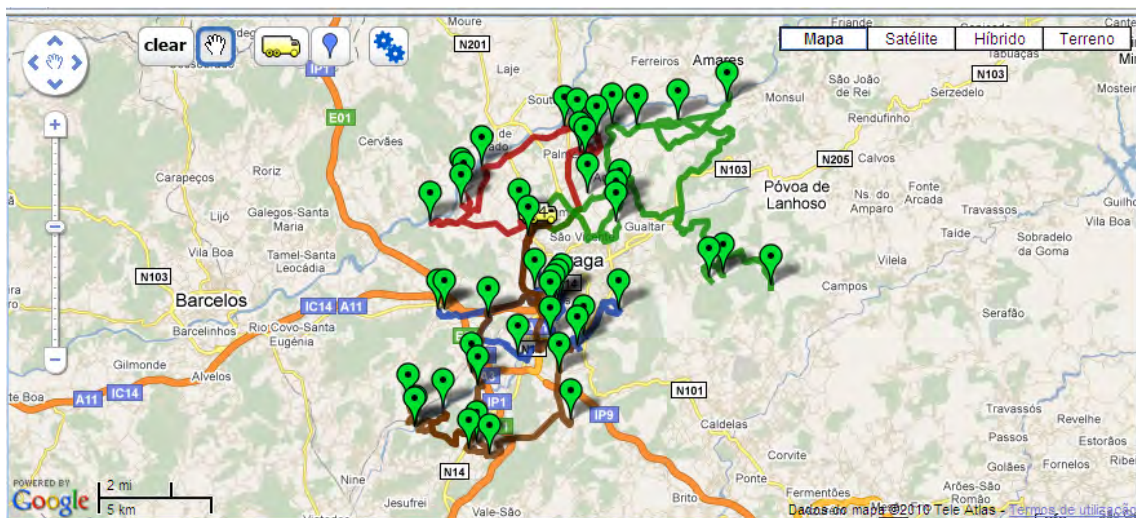 Moure
Friande
clear
Mapa
Satélite
Híbrido
Terreno
N201
Laje
Ferreiros
Amares
Tabuaças
N103
IP1
São João
de Rei
Serzedelo
Monsul
Rendufinho
E01
Cervães
N205
Calvos
Carapeços
Roriz
N103
Póvoa de
Lanhoso
Ns. do
Amparo
Fonte
Arcada
Travassos
Lijó
Galegos-Santa
Maria
Gualtar
São Vicente
Taíde
Vila Boa
Sobradelo
da Goma
Vila Boa
Tamel-Santa
Leocádia
Vilela
N103
Campos
Barcelos
IC14
A11
Serafão
Barcelinhos
Rio Covo-Santa
Eugénia
Gilmonde
Alvelos
A11
IC14
IP1
IP9
N101
Caldelas
Travassós
Revelhe
Passos
Estorãos
Corvite
N14
Nine
Golães
Fornelos
Ponte
POWERED BY
Google
2 mi
5 km
Jesufrei
Vale-São
Brito
Fermentões
Arões-São
Romão
Dados do mapa ©2010 Tele Atlas - Termos de utilização